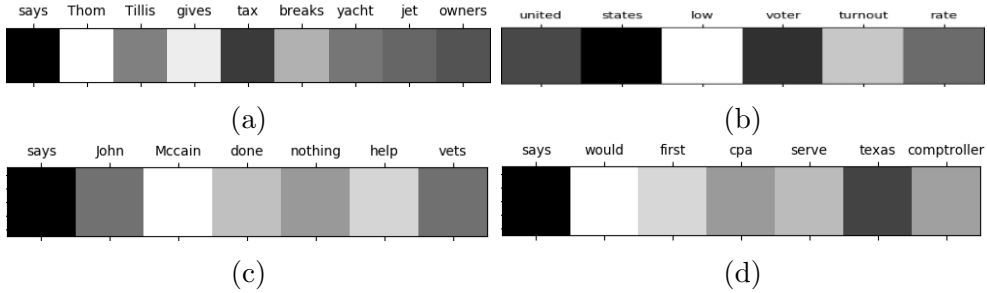 says Thom Tillis gives tax breaks yacht jet owners
united states low voter turnout rate
(a) (b)
says John Mccain done nothing help vets
says would first cpa serve texas comptroller
(c) (d)